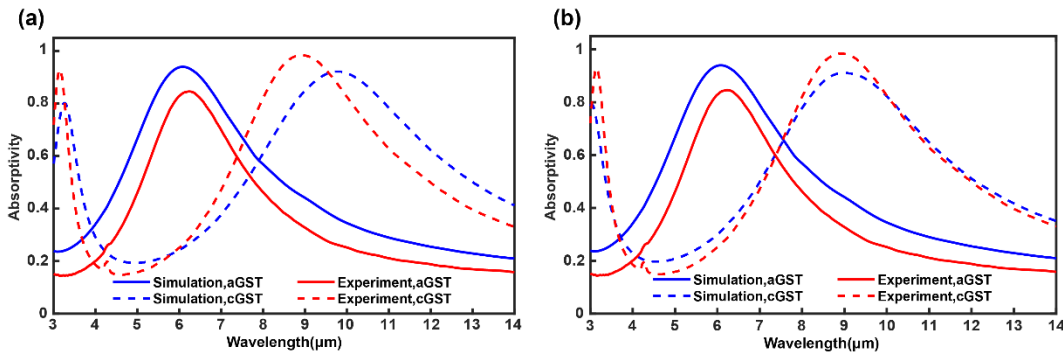 (a)
Absorptivity
1
0.8
0.6
0.4
0.2
0
3 4 5 6 7 8 9 10 11 12 13 14
Wavelength(μm)
Simulation,aGST
Experiment,aGST
Simulation,cGST
Experiment,cGST
(b)
Absorptivity
1
0.8
0.6
0.4
0.2
0
3 4 5 6 7 8 9 10 11 12 13 14
Wavelength(μm)
Simulation,aGST
Experiment,aGST
Simulation,cGST
Experiment,cGST